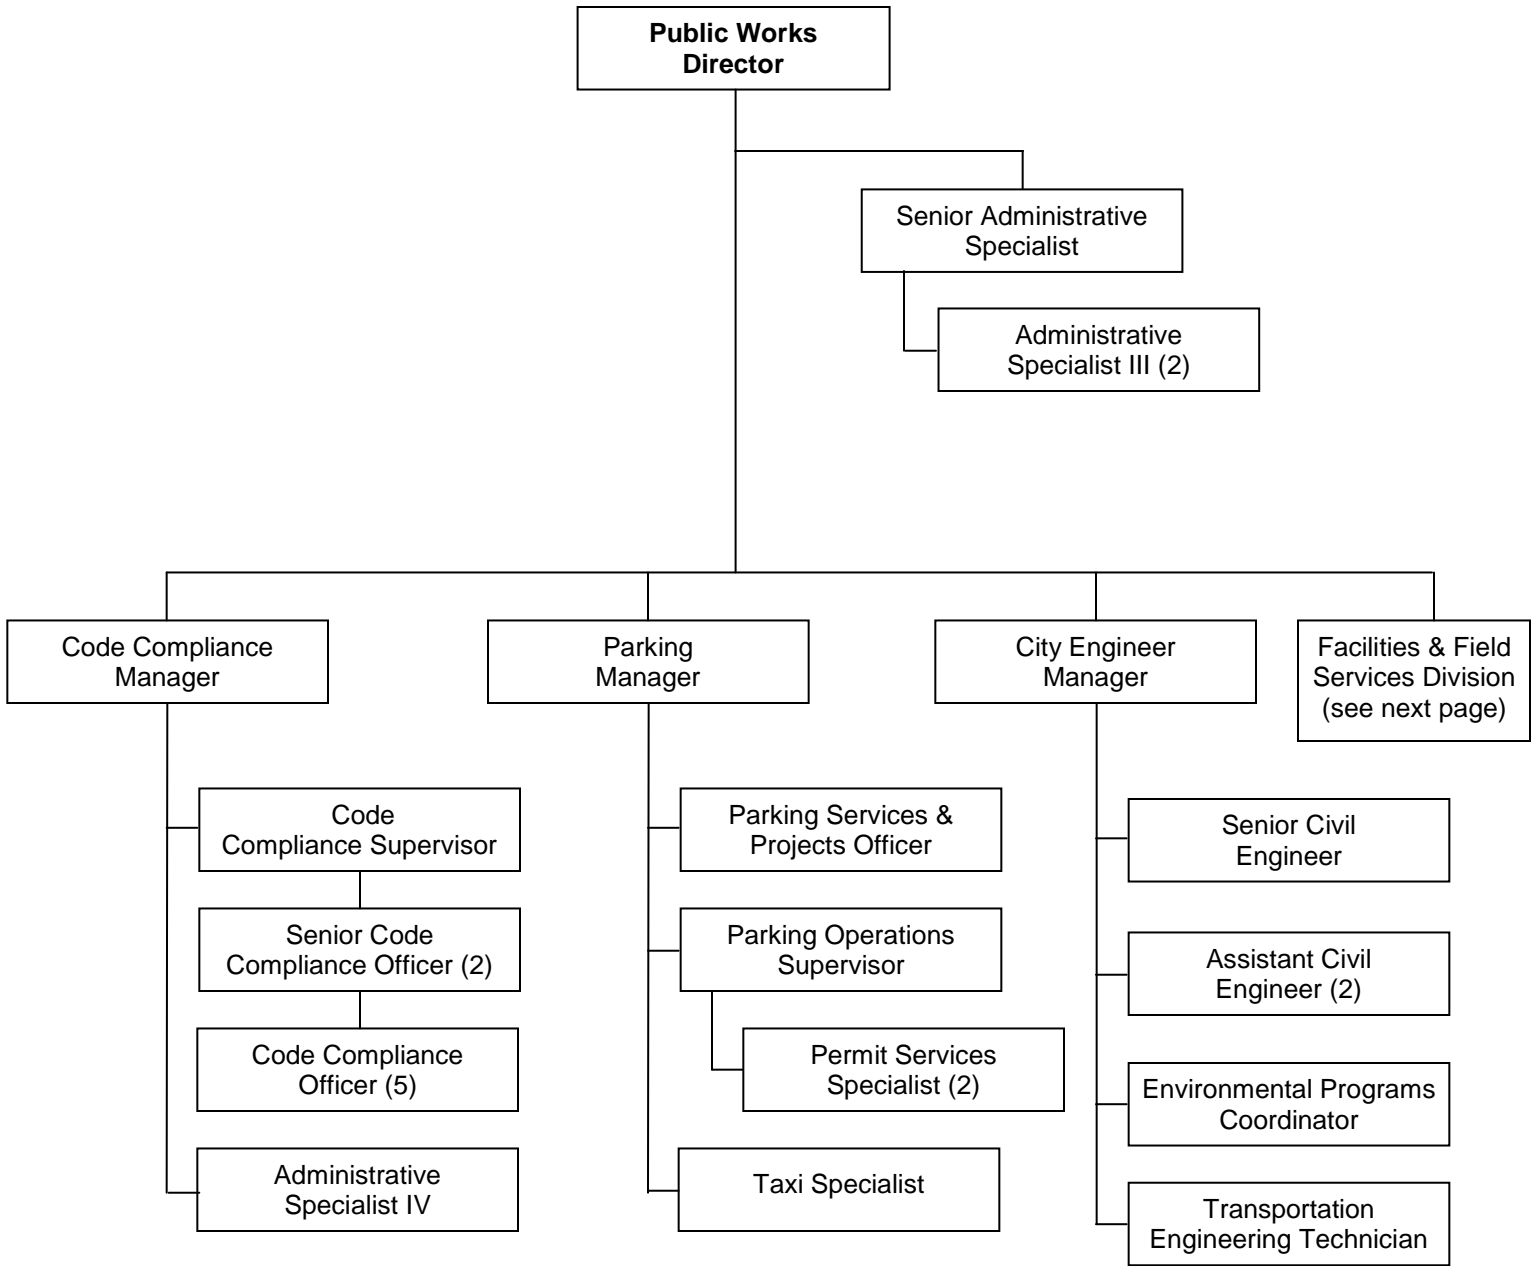 Public Works
Director
Senior Administrative
Specialist
Administrative
Specialist III (2)
Code Compliance
Manager
Parking
Manager
City Engineer
Manager
Facilities & Field
Services Division
(see next page)
Code
Compliance Supervisor
Senior Code
Compliance Officer (2)
Code Compliance
Officer (5)
Administrative
Specialist IV
Parking Services &
Projects Officer
Parking Operations
Supervisor
Permit Services
Specialist (2)
Taxi Specialist
Senior Civil
Engineer
Assistant Civil
Engineer (2)
Environmental Programs
Coordinator
Transportation
Engineering Technician